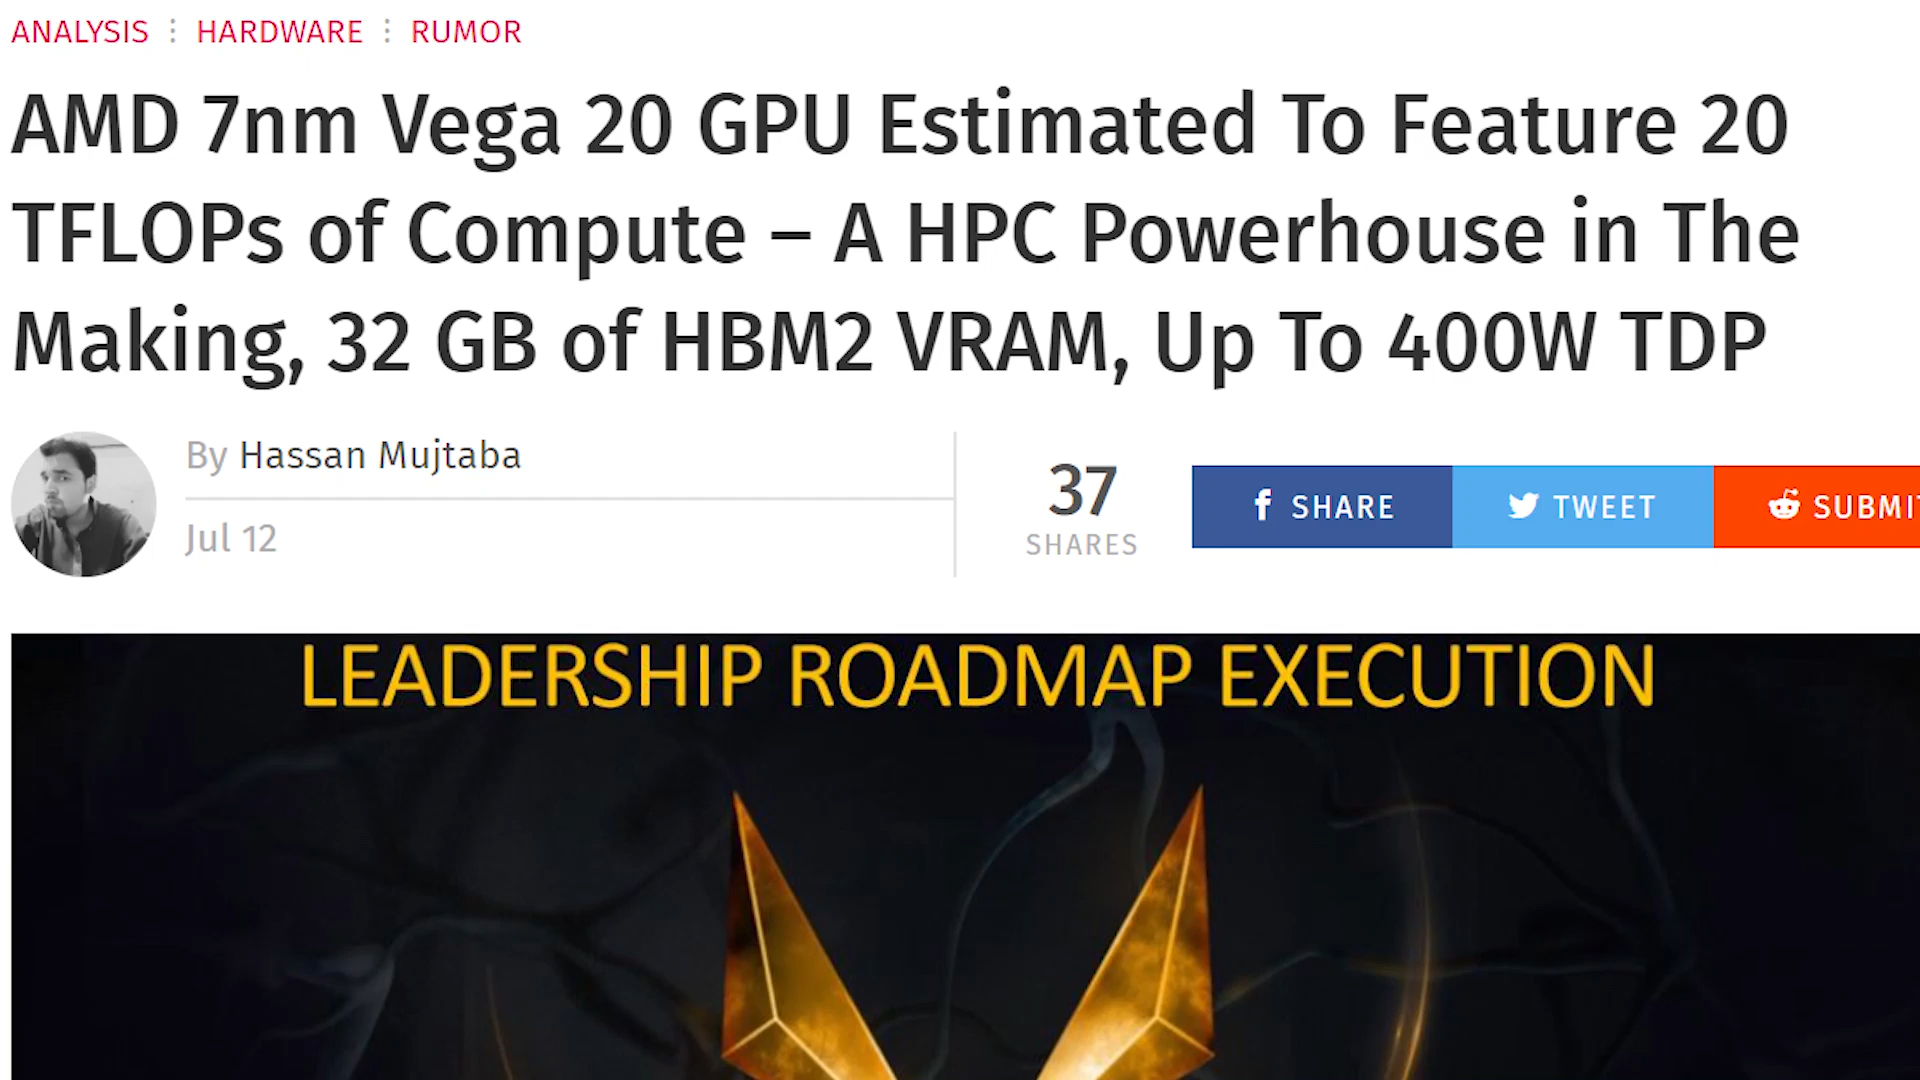 ANALYSIS ⋮ HARDWARE ⋮ RUMOR
AMD 7nm Vega 20 GPU Estimated To Feature 20
TFLOPs of Compute – A HPC Powerhouse in The
Making, 32 GB of HBM2 VRAM, Up To 400W TDP
By Hassan Mujtaba
Jul 12
37
SHARES
SHARE
TWEET
SUBMI
LEADERSHIP ROADMAP EXECUTION